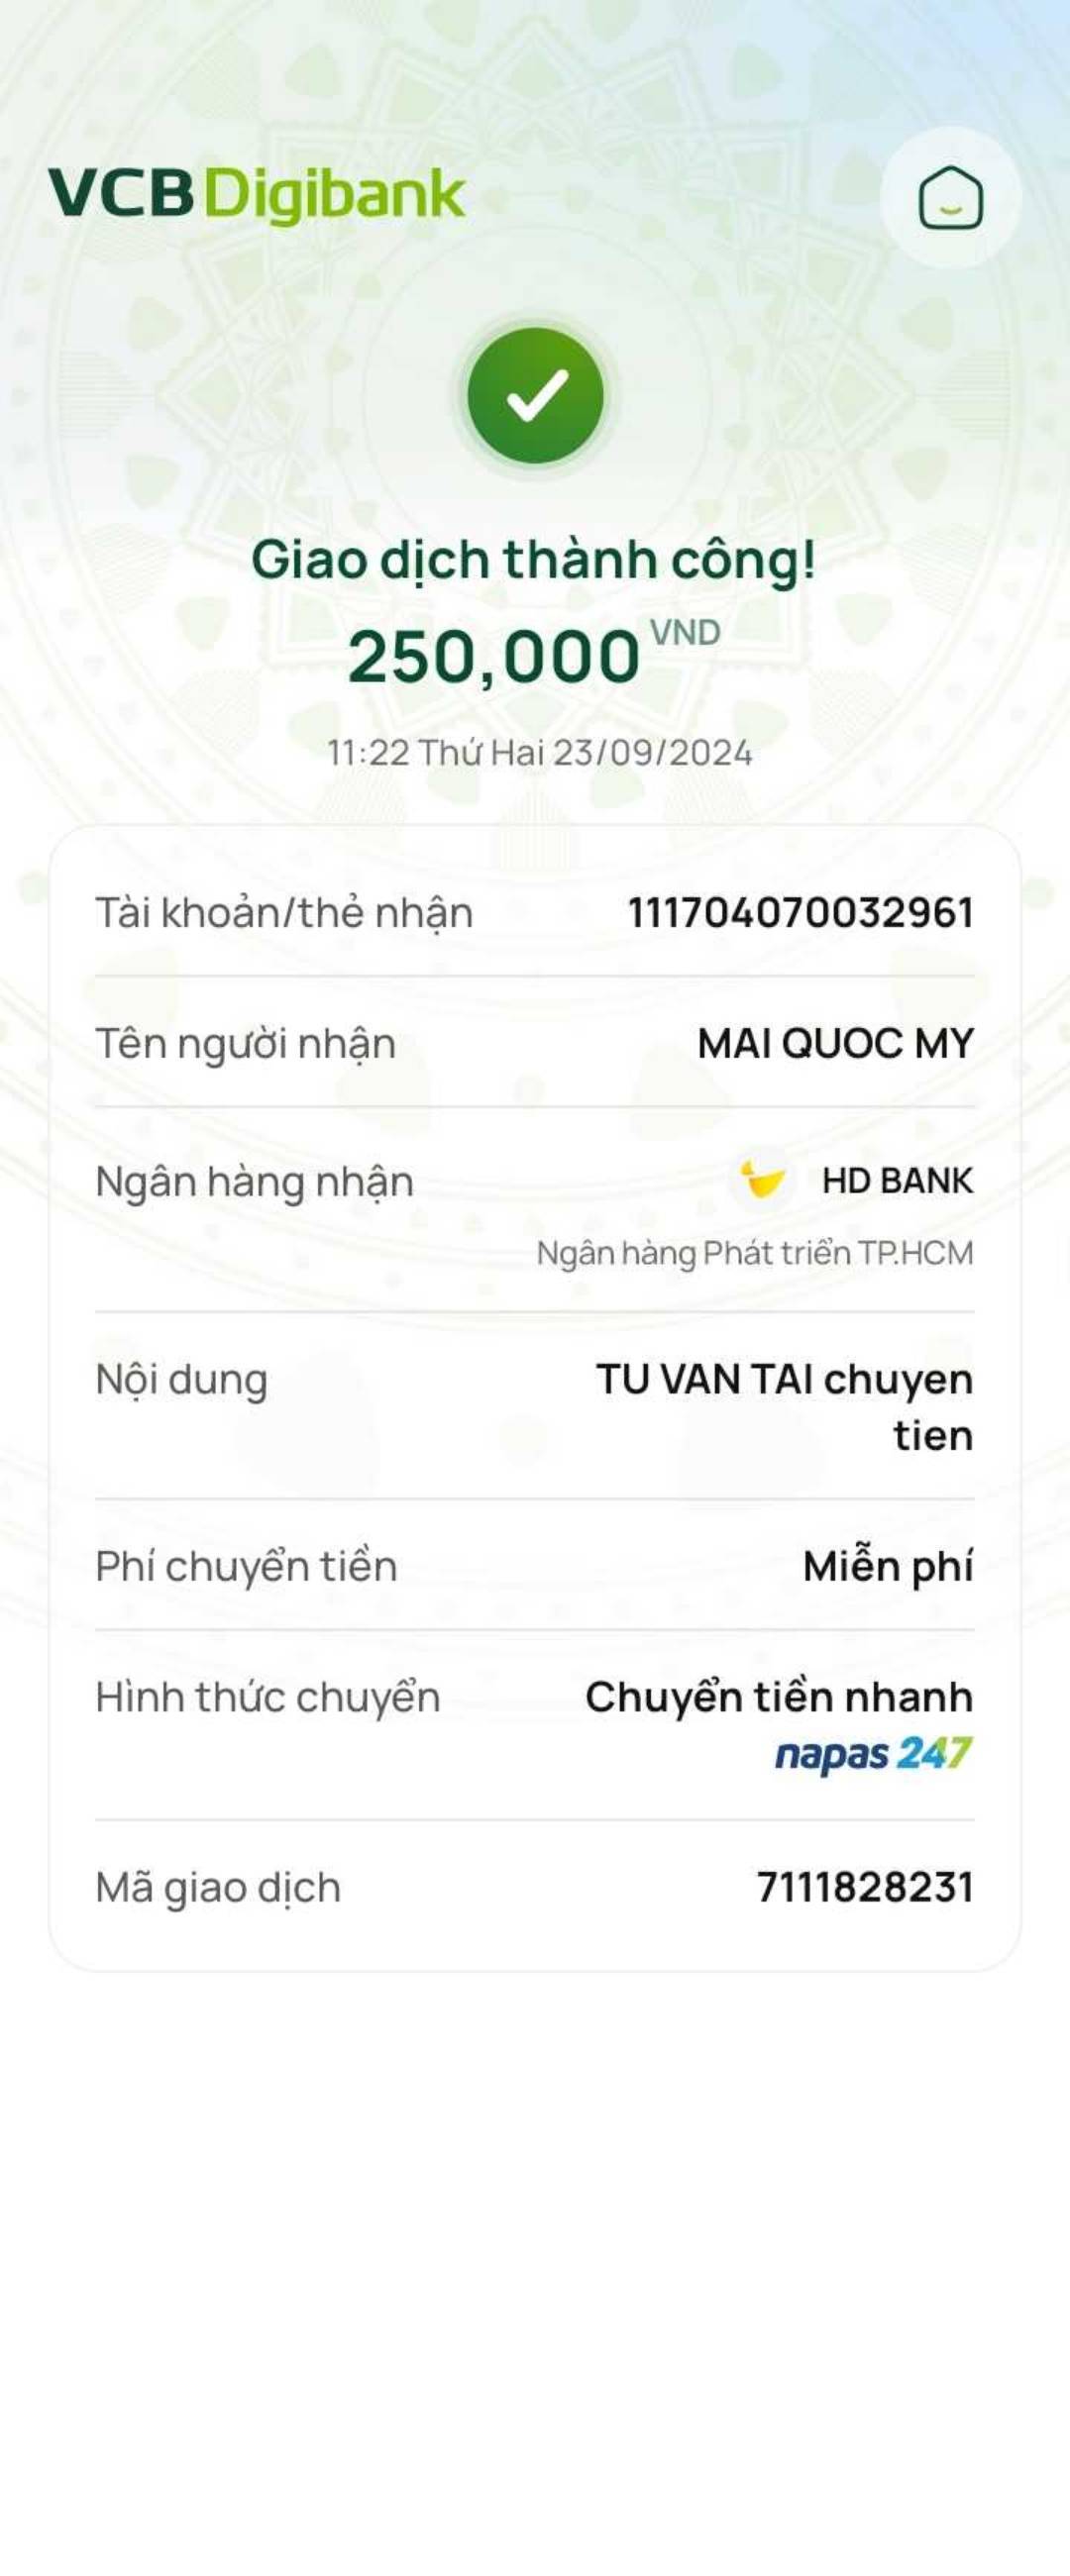 VCB Digibank
Giao dịch thành công!
250,000 VND
11:22 Thứ Hai 23/09/2024
Tài khoản/thẻ nhận 111704070032961
Tên người nhận MAI QUOC MY
Ngân hàng nhận HD BANK
Ngân hàng Phát triển TP.HCM
Nội dung TU VAN TAI chuyen
tien
Phí chuyển tiền Miễn phí
Hình thức chuyển Chuyển tiền nhanh
napas 247
Mã giao dịch 7111828231